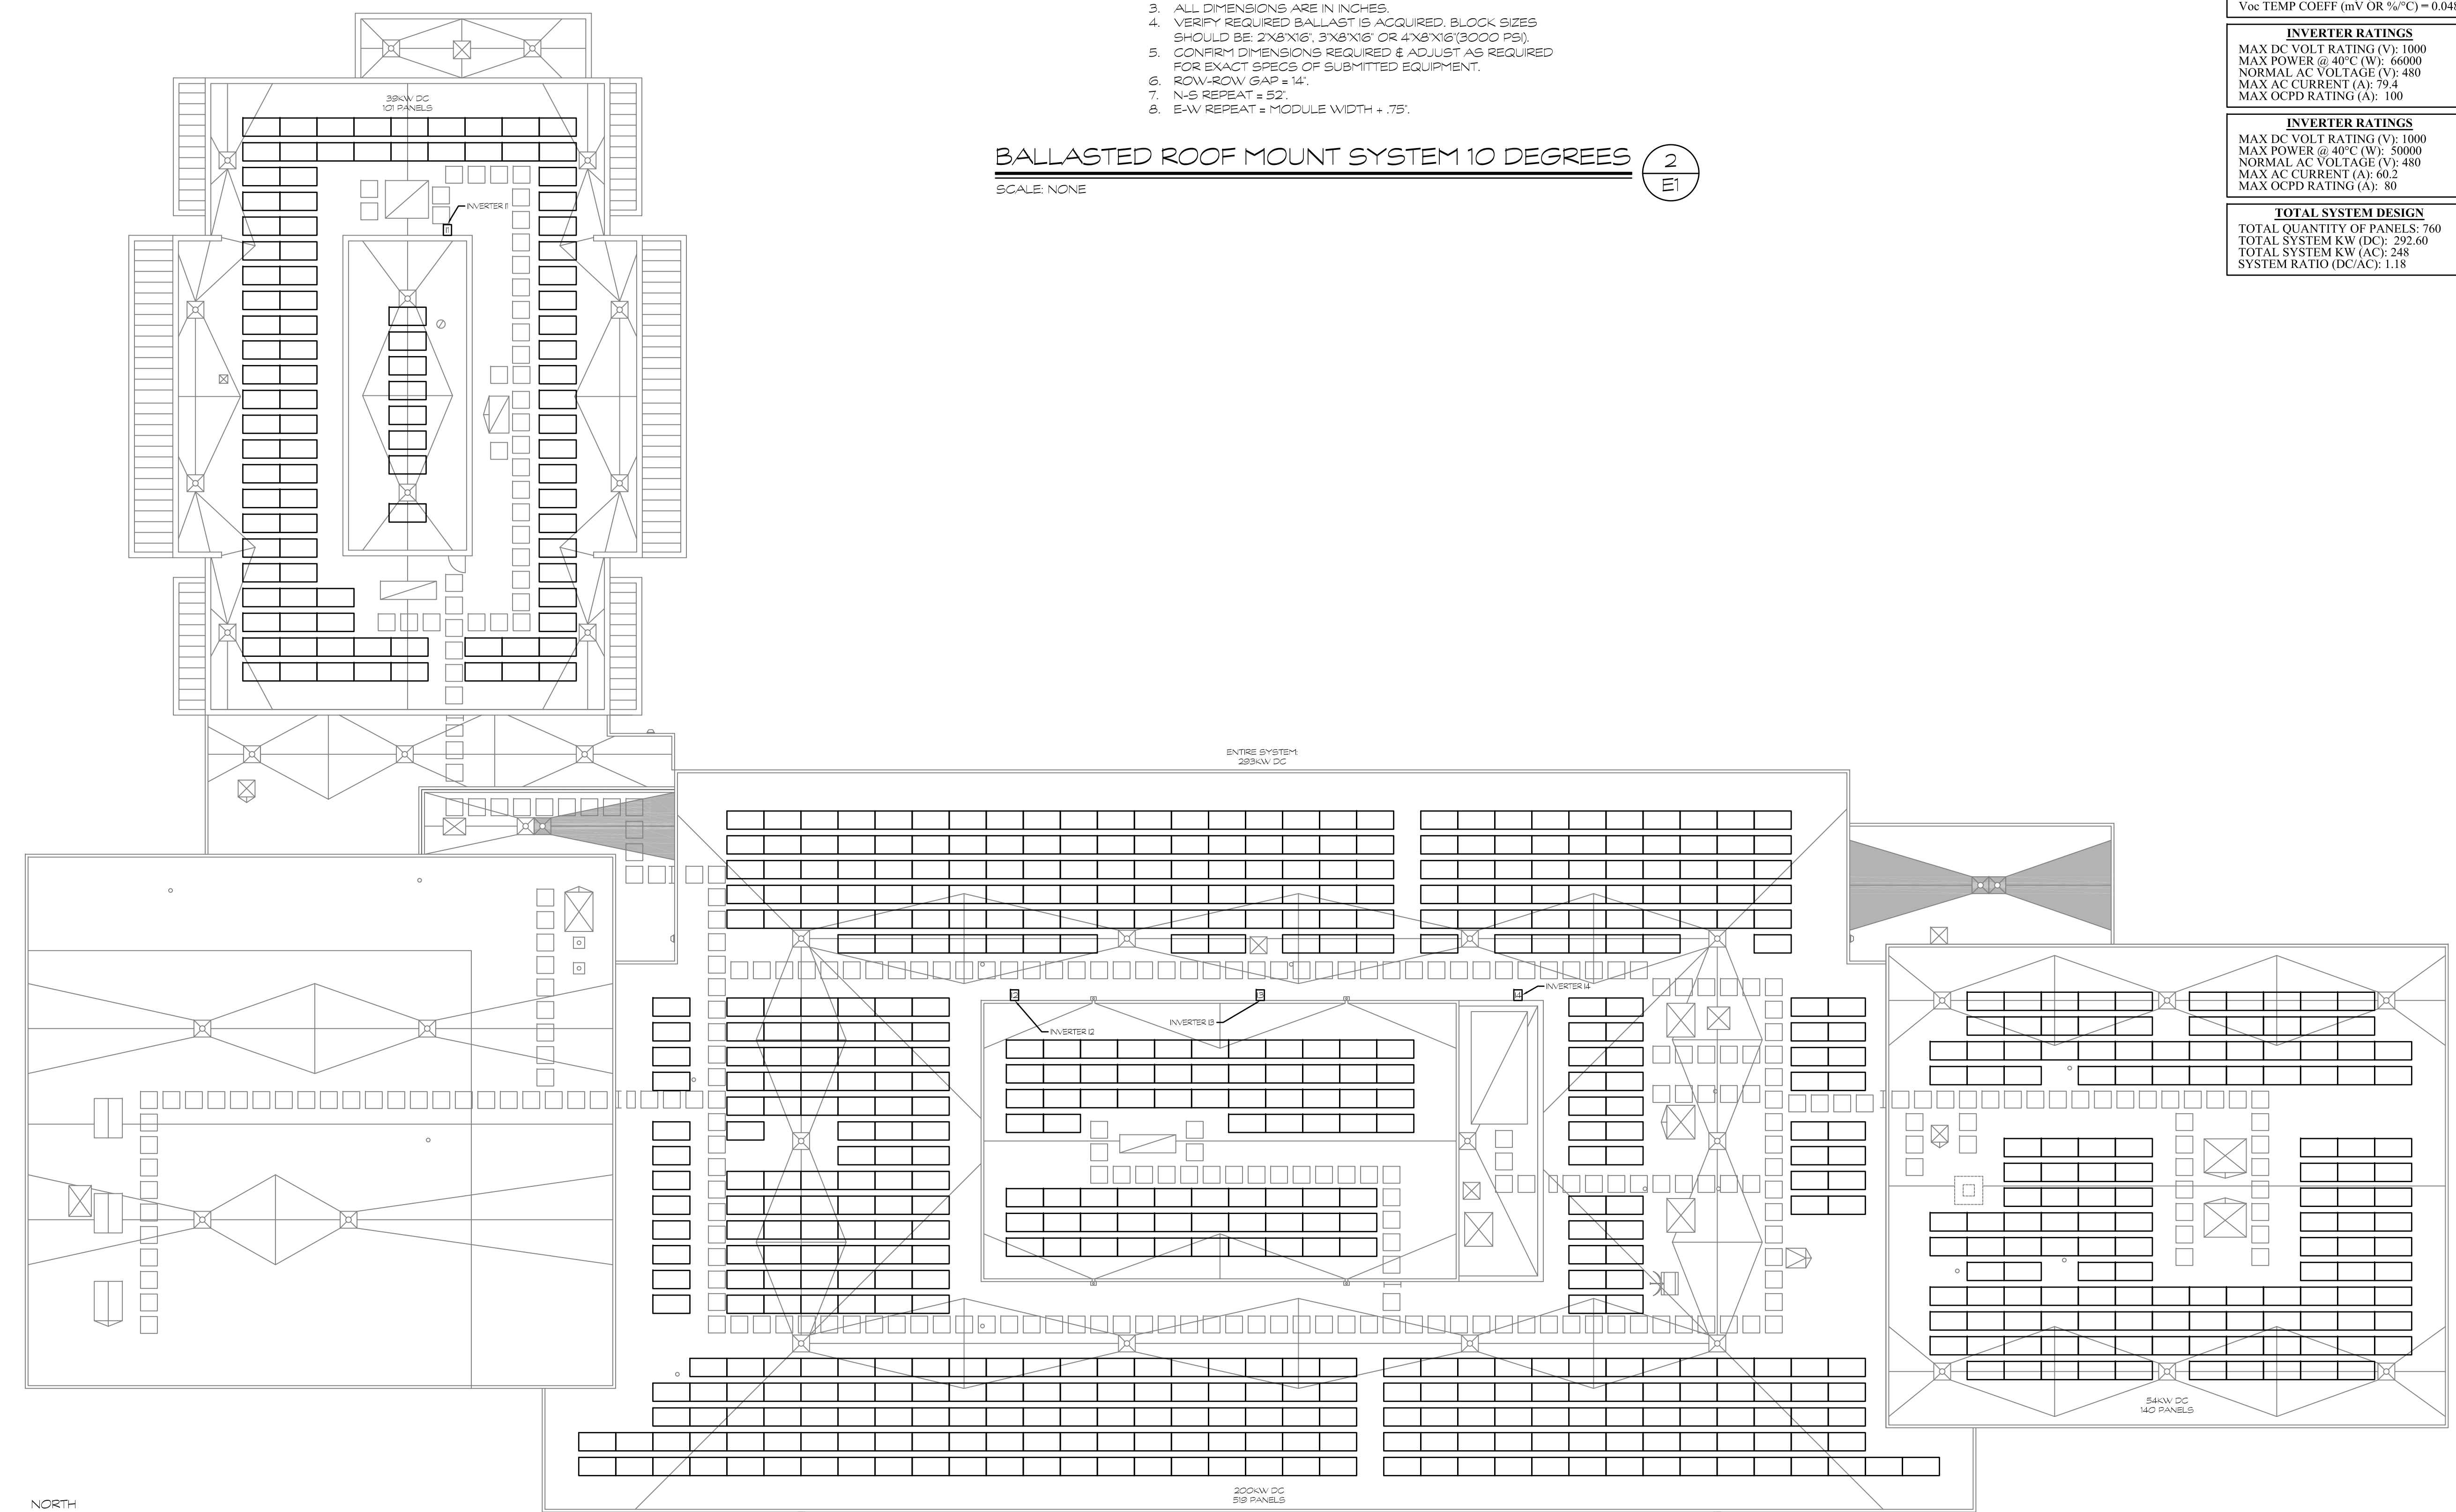 3. ALL DIMENSIONS ARE IN INCHES.
4. VERIFY REQUIRED BALLAST IS ACQUIRED. BLOCK SIZES
SHOULD BE: 2"X8"X16", 3"X8"X16" OR 4"X8"X16"(3000 PSI).
5. CONFIRM DIMENSIONS REQUIRED & ADJUST AS REQUIRED
FOR EXACT SPECS OF SUBMITTED EQUIPMENT.
6. ROW-ROW GAP = 14".
7. N-S REPEAT = 52".
8. E-W REPEAT = MODULE WIDTH + .75".
BALLASTED ROOF MOUNT SYSTEM 10 DEGREES
2
E1
SCALE: NONE
Voc TEMP COEFF (mV OR %/°C) = 0.048
INVERTER RATINGS
MAX DC VOLT RATING (V): 1000
MAX POWER @ 40°C (W): 66000
NORMAL AC VOLTAGE (V): 480
MAX AC CURRENT (A): 79.4
MAX OCPD RATING (A): 100
INVERTER RATINGS
MAX DC VOLT RATING (V): 1000
MAX POWER @ 40°C (W): 50000
NORMAL AC VOLTAGE (V): 480
MAX AC CURRENT (A): 60.2
MAX OCPD RATING (A): 80
TOTAL SYSTEM DESIGN
TOTAL QUANTITY OF PANELS: 760
TOTAL SYSTEM KW (DC): 292.60
TOTAL SYSTEM KW (AC): 248
SYSTEM RATIO (DC/AC): 1.18
39KW DC
101 PANELS
INVERTER I1
I1
ENTIRE SYSTEM:
293KW DC
I2
I3
I4
INVERTER I4
INVERTER I3
INVERTER I2
54KW DC
140 PANELS
200KW DC
519 PANELS
NORTH